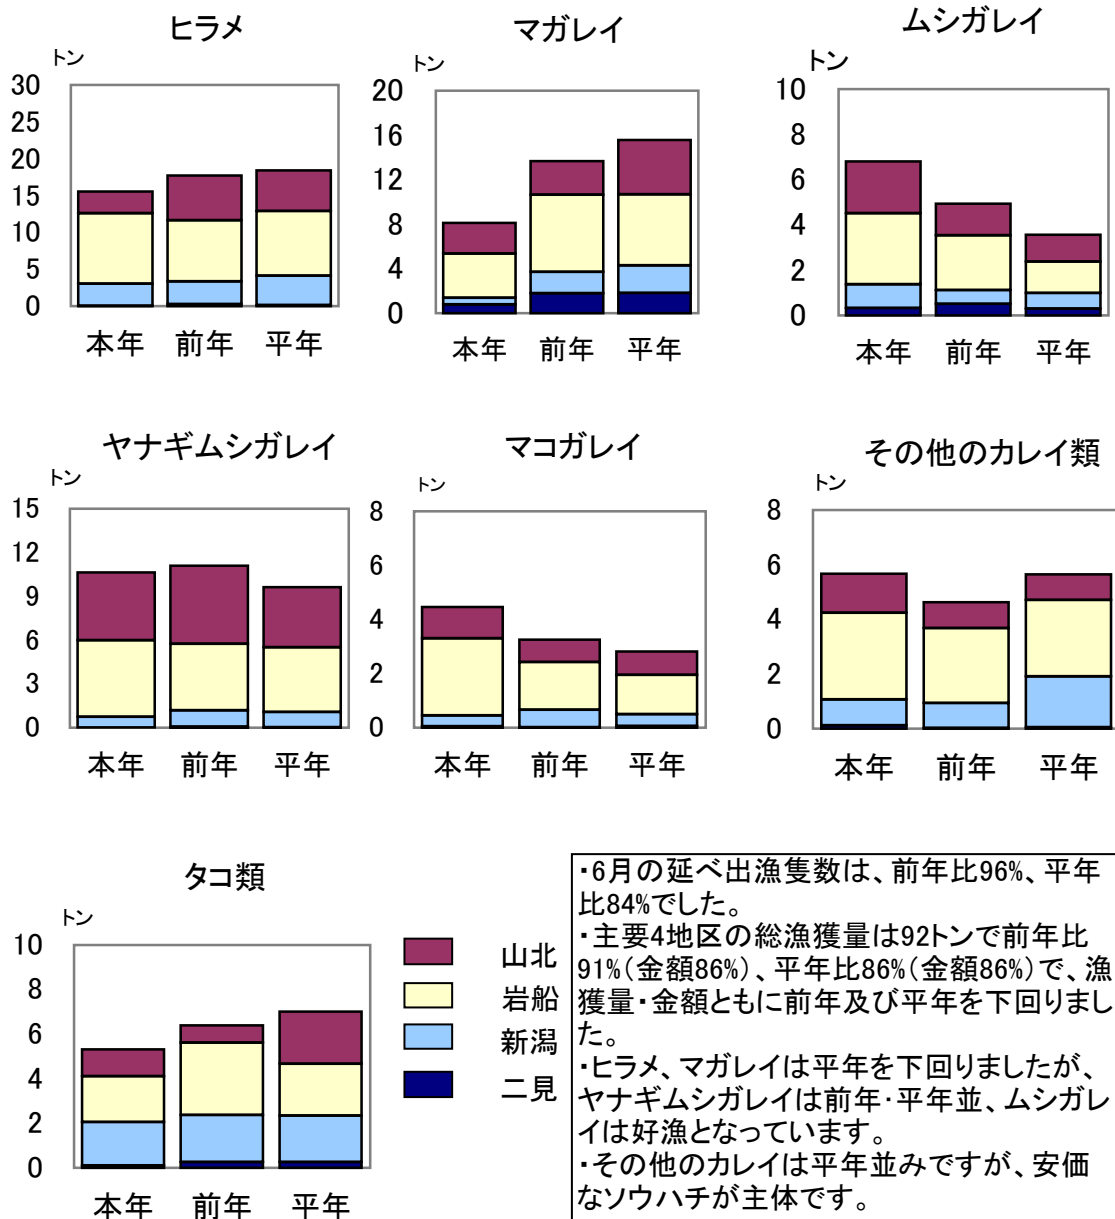 ヒラメ
トン
30
25
20
15
10
5
0
本年 前年 平年
マガレイ
トン
20
16
12
8
4
0
本年 前年 平年
ムシガレイ
トン
10
8
6
4
2
0
本年 前年 平年
ヤナギムシガレイ
トン
15
12
9
6
3
0
本年 前年 平年
マコガレイ
トン
8
6
4
2
0
本年 前年 平年
その他のカレイ類
トン
8
6
4
2
0
本年 前年 平年
タコ類
トン
10
8
6
4
2
0
本年 前年 平年
山北
岩船
新潟
二見
・6月の延べ出漁隻数は、前年比96%、平年
比84%でした。
・主要4地区の総漁獲量は92トンで前年比
91%(金額86%)、平年比86%(金額86%)で、漁
獲量・金額ともに前年及び平年を下回りまし
た。
・ヒラメ、マガレイは平年を下回りましたが、
ヤナギムシガレイは前年・平年並、ムシガレ
イは好漁となっています。
・その他のカレイは平年並みですが、安価
なソウハチが主体です。